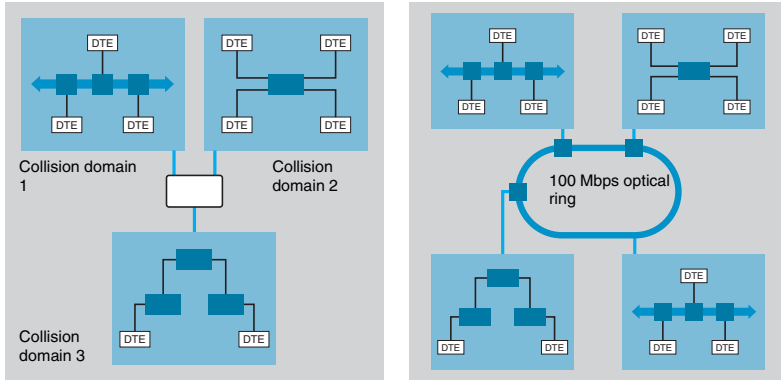 DTE
DTE DTE
DTE DTE
DTE DTE
Collision domain
1
Collision
domain 2
Collision
domain 3
DTE DTE
DTE
DTE DTE
DTE DTE
DTE DTE
100 Mbps optical
ring
DTE DTE
DTE
DTE DTE